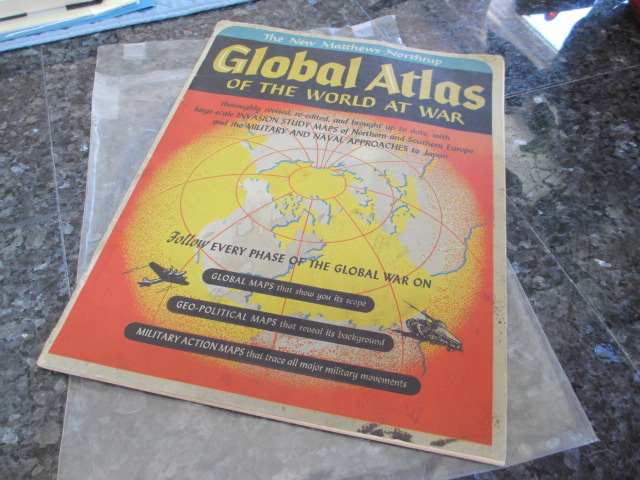 The New Matthews-Northrup
Global Atlas
OF THE WORLD AT WAR
thoroughly revised, re-edited, and brought up to date, with
large-scale INVASION STUDY MAPS of Northern and Southern Europe
and the MILITARY AND NAVAL APPROACHES to Japan
Follow EVERY PHASE OF THE GLOBAL WAR ON
GLOBAL MAPS that show you its scope
GEO-POLITICAL MAPS that reveal its background
MILITARY ACTION MAPS that trace all major military movements